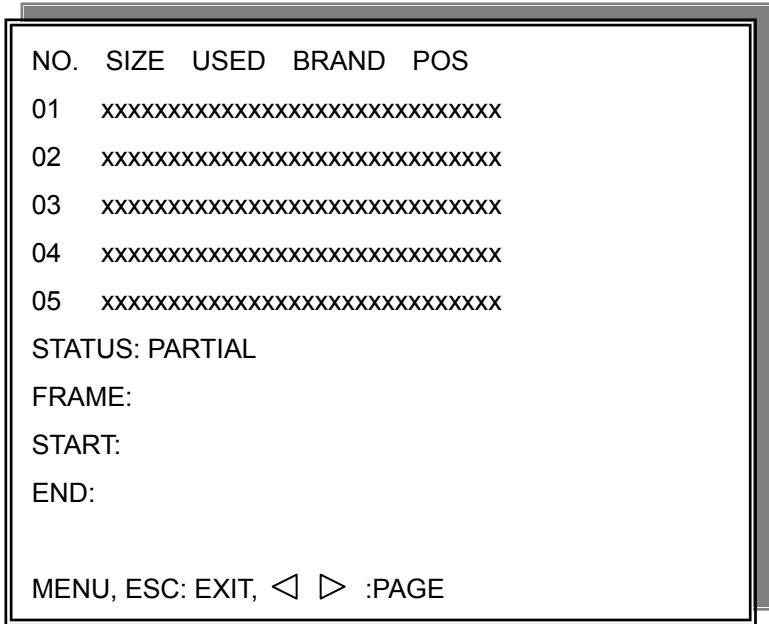 NO. SIZE USED BRAND POS
01 xxxxxxxxxxxxxxxxxxxxxxxxxxxxxx
02 xxxxxxxxxxxxxxxxxxxxxxxxxxxxxx
03 xxxxxxxxxxxxxxxxxxxxxxxxxxxxxx
04 xxxxxxxxxxxxxxxxxxxxxxxxxxxxxx
05 xxxxxxxxxxxxxxxxxxxxxxxxxxxxxx
STATUS: PARTIAL
FRAME:
START:
END:
MENU, ESC: EXIT, ◁ ▷ :PAGE